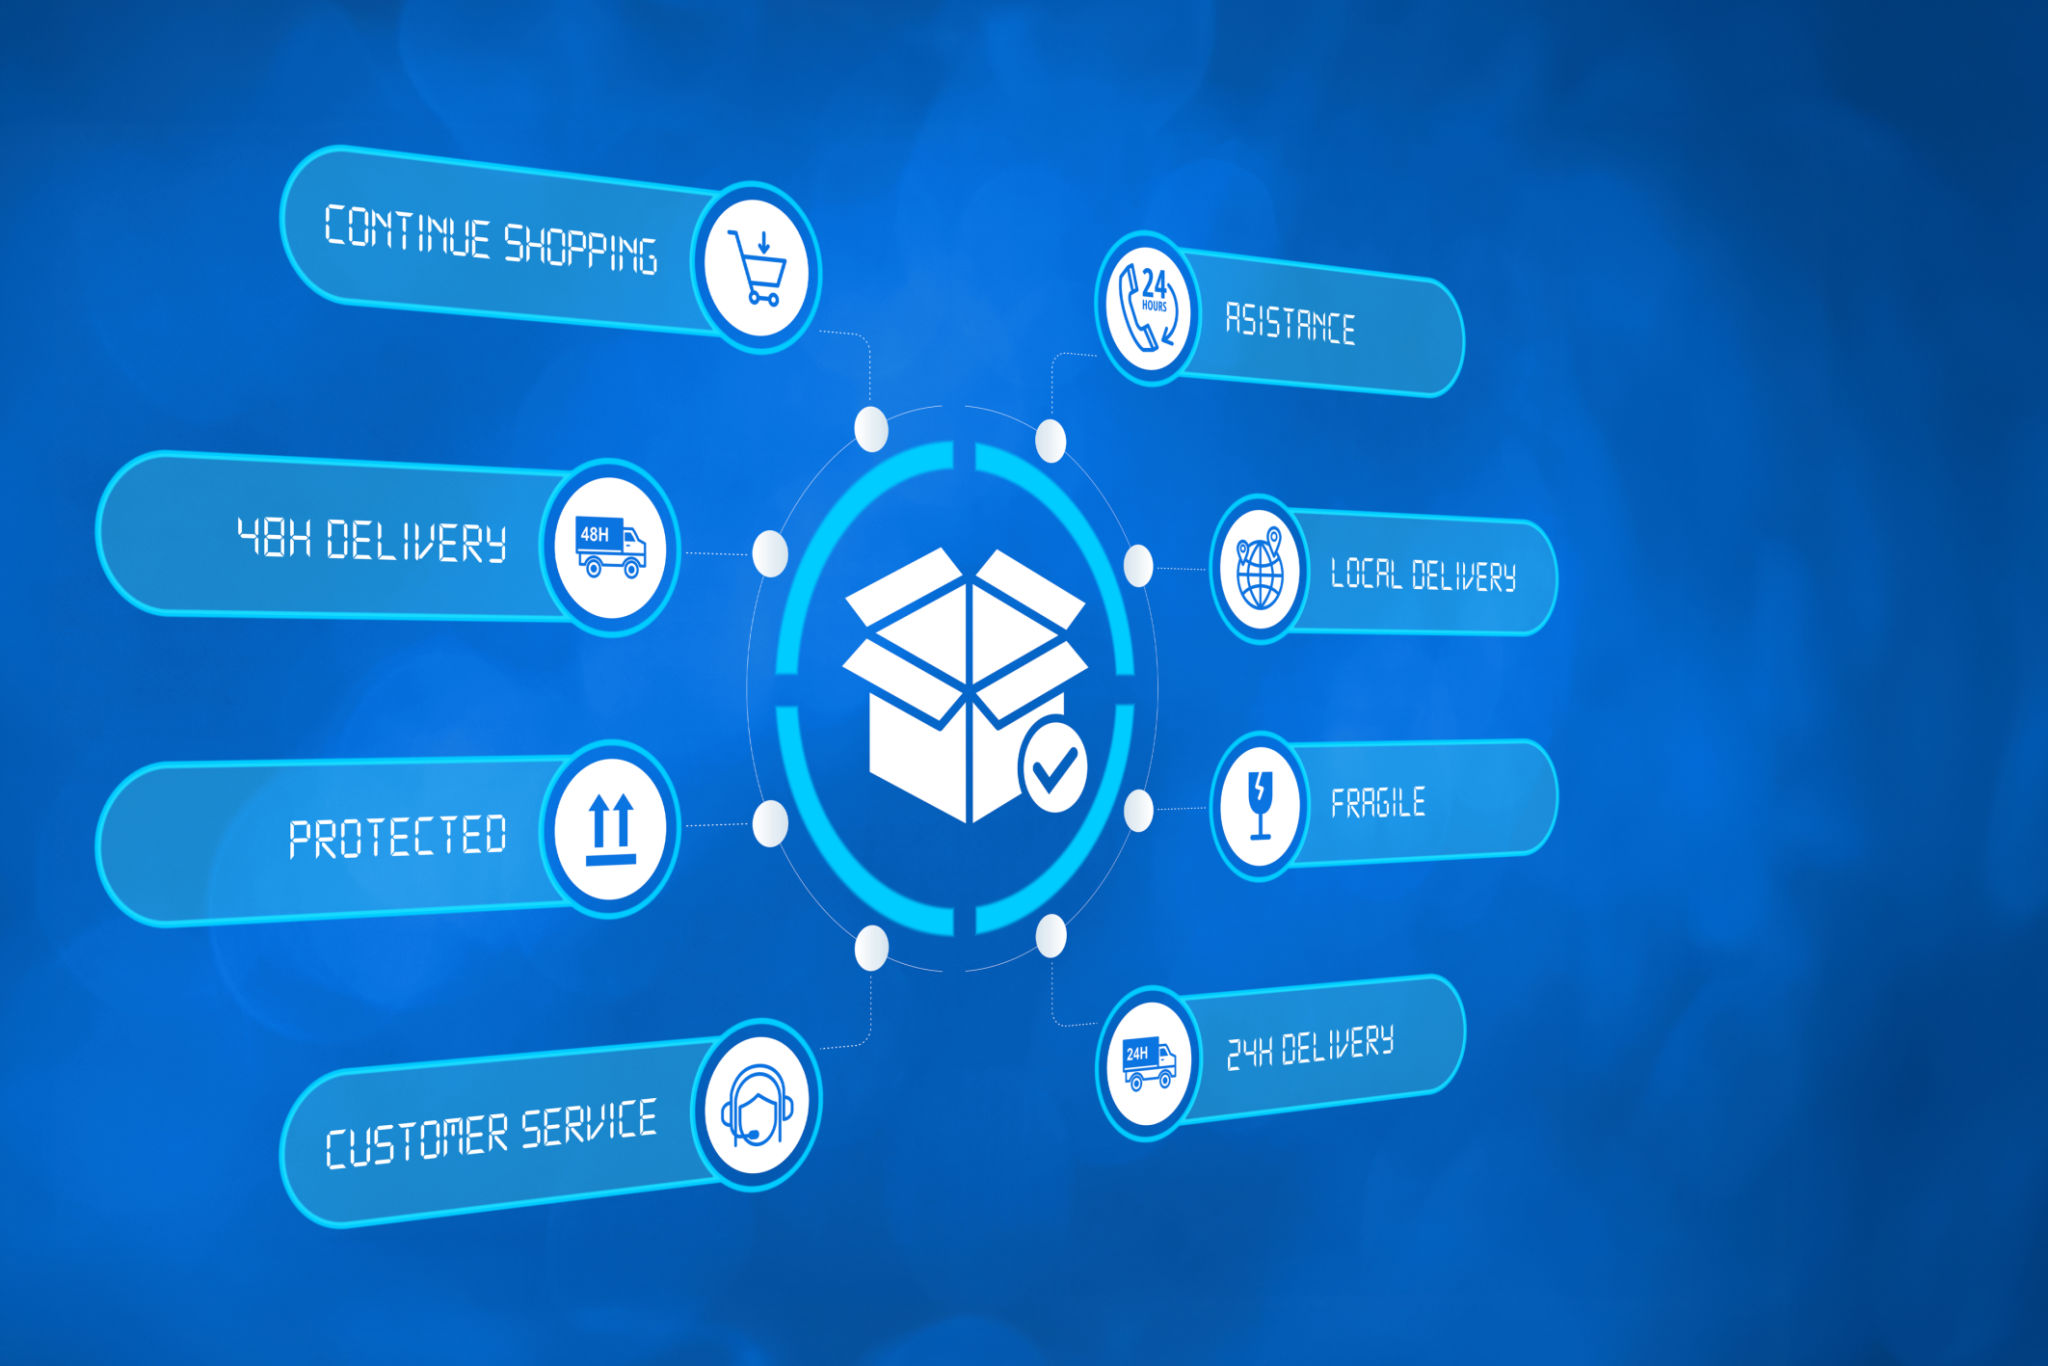 CONTINUE SHOPPING
48H DELIVERY
48H
PROTECTED
CUSTOMER SERVICE
24
HOURS
ASISTANCE
LOCAL DELIVERY
FRAGILE
24H
24H DELIVERY